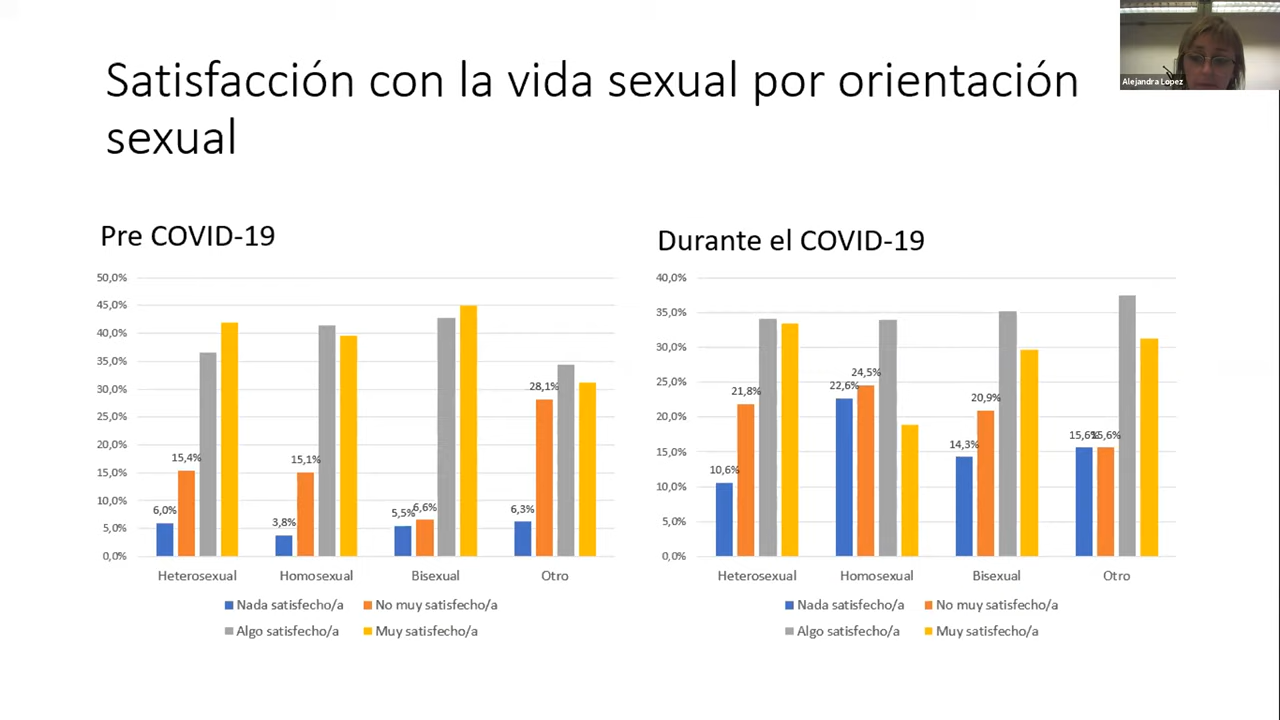 Satisfacción con la vida sexual por orientación
sexual
Alejandra Lopez
Pre COVID-19
50,0%
45,0%
40,0%
35,0%
30,0%
25,0%
20,0%
15,0%
10,0%
5,0%
0,0%
6,0%
15,4%
3,8%
15,1%
5,5%
6,6%
6,3%
28,1%
Heterosexual
Homosexual
Bisexual
Otro
Nada satisfecho/a
No muy satisfecho/a
Algo satisfecho/a
Muy satisfecho/a
Durante el COVID-19
40,0%
35,0%
30,0%
25,0%
20,0%
15,0%
10,0%
5,0%
0,0%
10,6%
21,8%
22,6%
24,5%
14,3%
20,9%
15,6%
15,6%
Heterosexual
Homosexual
Bisexual
Otro
Nada satisfecho/a
No muy satisfecho/a
Algo satisfecho/a
Muy satisfecho/a